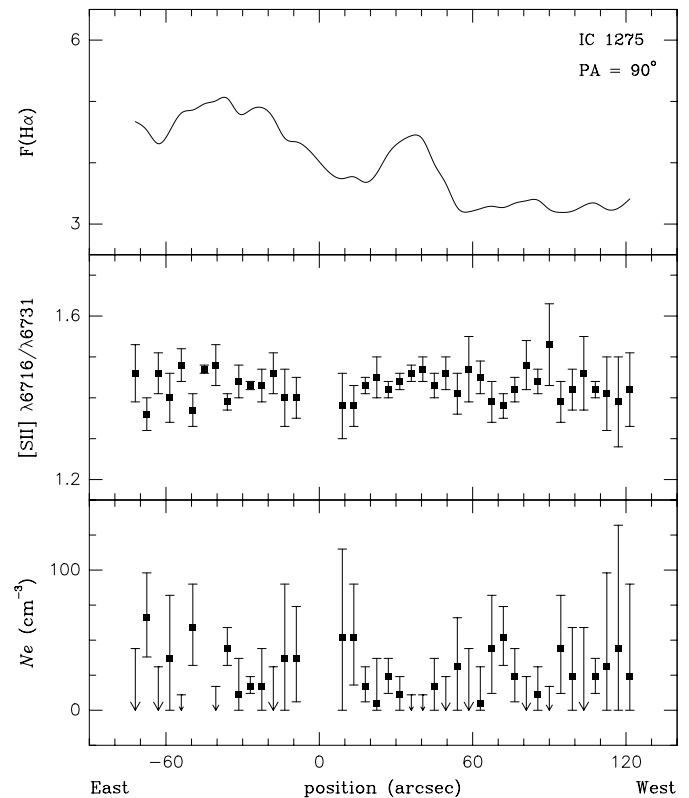 6
IC 1275
PA = 90°
F(Hα)
3
1.6
[SII] λ6716/λ6731
1.2
100
Ne (cm⁻³)
0
−60 0 60 120
East position (arcsec) West